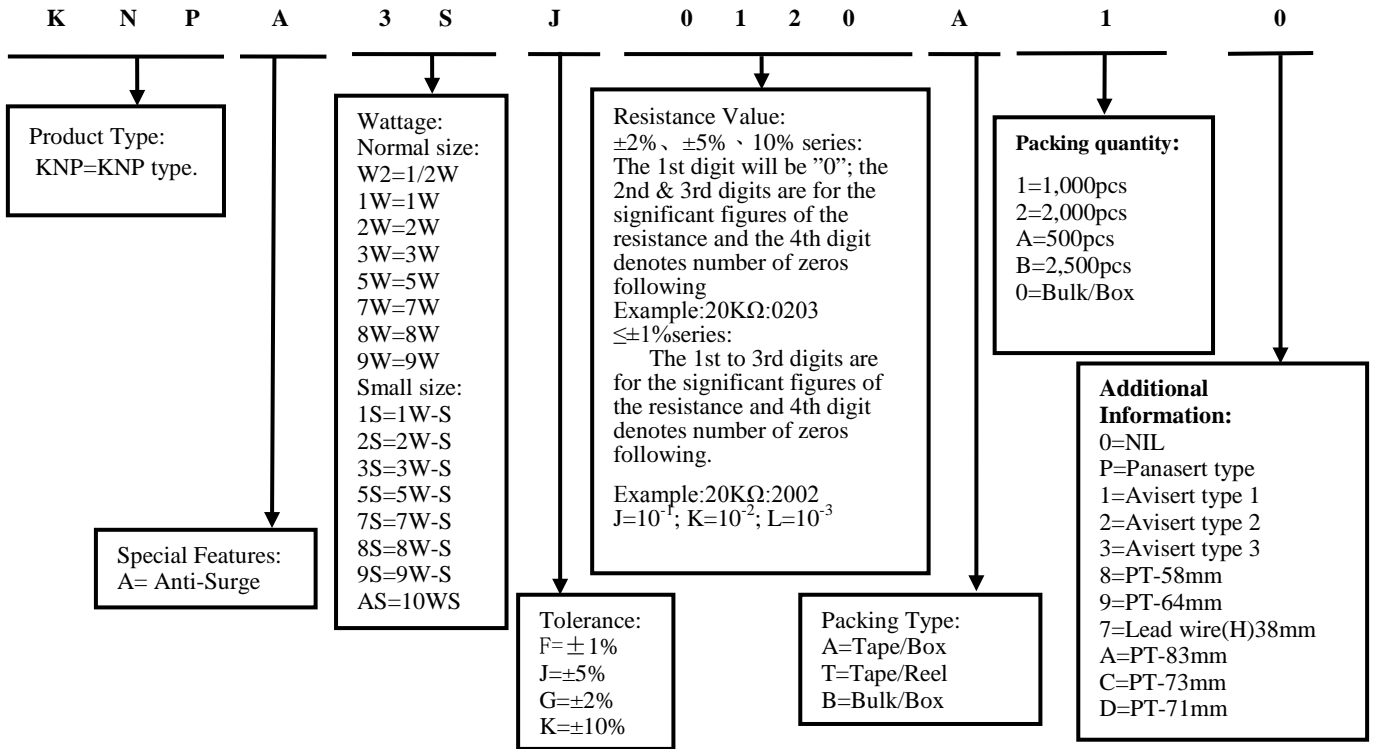 K N P A 3 S J 0 1 2 0 A 1 0
Product Type:
KNP=KNP type.
Special Features:
A= Anti-Surge
Wattage:
Normal size:
W2=1/2W
1W=1W
2W=2W
3W=3W
5W=5W
7W=7W
8W=8W
9W=9W
Small size:
1S=1W-S
2S=2W-S
3S=3W-S
5S=5W-S
7S=7W-S
8S=8W-S
9S=9W-S
AS=10WS
Tolerance:
F=±1%
J=±5%
G=±2%
K=±10%
Resistance Value:
±2%、±5%、10% series:
The 1st digit will be ”0”; the
2nd & 3rd digits are for the
significant figures of the
resistance and the 4th digit
denotes number of zeros
following
Example:20KΩ:0203
≤±1%series:
The 1st to 3rd digits are
for the significant figures of
the resistance and 4th digit
denotes number of zeros
following.
Example:20KΩ:2002
J=10⁻¹; K=10⁻²; L=10⁻³
Packing Type:
A=Tape/Box
T=Tape/Reel
B=Bulk/Box
Packing quantity:
1=1,000pcs
2=2,000pcs
A=500pcs
B=2,500pcs
0=Bulk/Box
Additional
Information:
0=NIL
P=Panasert type
1=Avisert type 1
2=Avisert type 2
3=Avisert type 3
8=PT-58mm
9=PT-64mm
7=Lead wire(H)38mm
A=PT-83mm
C=PT-73mm
D=PT-71mm